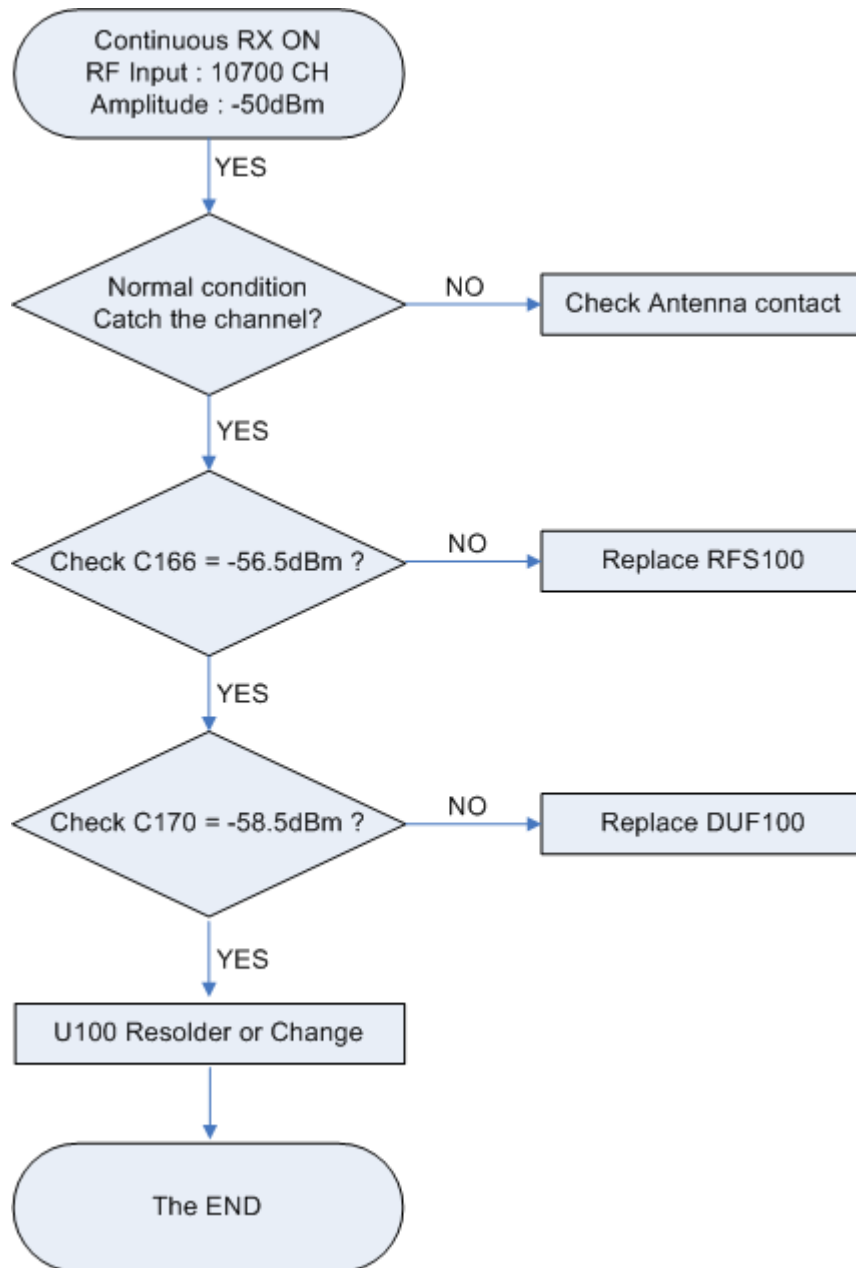 Continuous RX ON
RF Input : 10700 CH
Amplitude : -50dBm
YES
Normal condition
Catch the channel?
NO
Check Antenna contact
YES
Check C166 = -56.5dBm ?
NO
Replace RFS100
YES
Check C170 = -58.5dBm ?
NO
Replace DUF100
YES
U100 Resolder or Change
The END